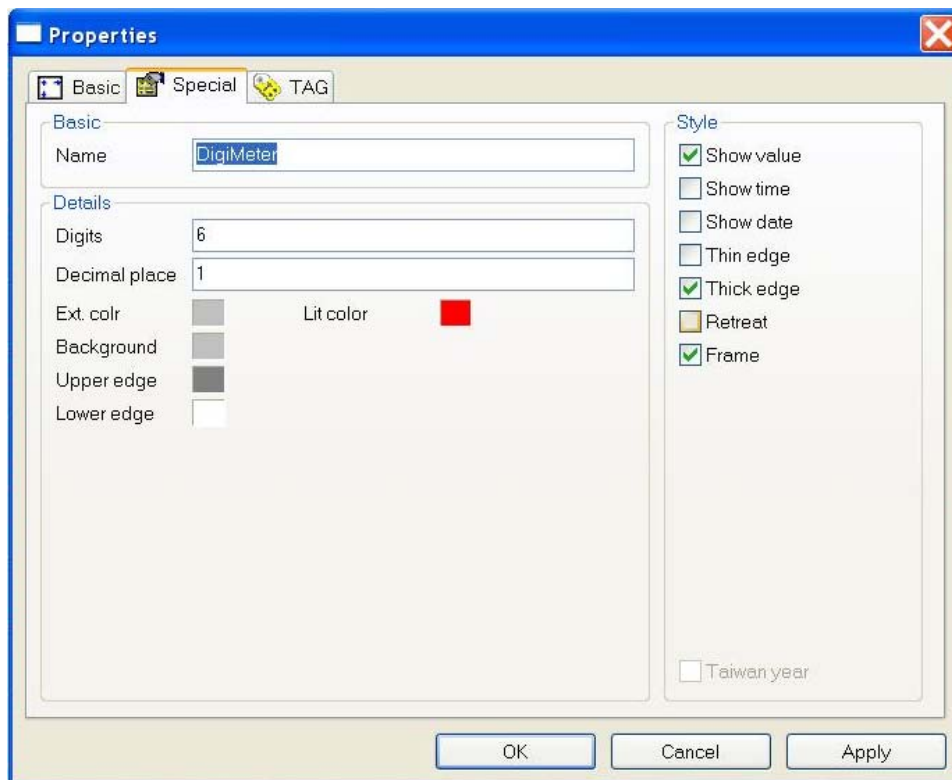 Properties
Basic
Special
TAG
Basic
Name
DigiMeter
Details
Digits
6
Decimal place
1
Ext. colr
Lit color
Background
Upper edge
Lower edge
Style
Show value
Show time
Show date
Thin edge
Thick edge
Retreat
Frame
Taiwan year
OK
Cancel
Apply